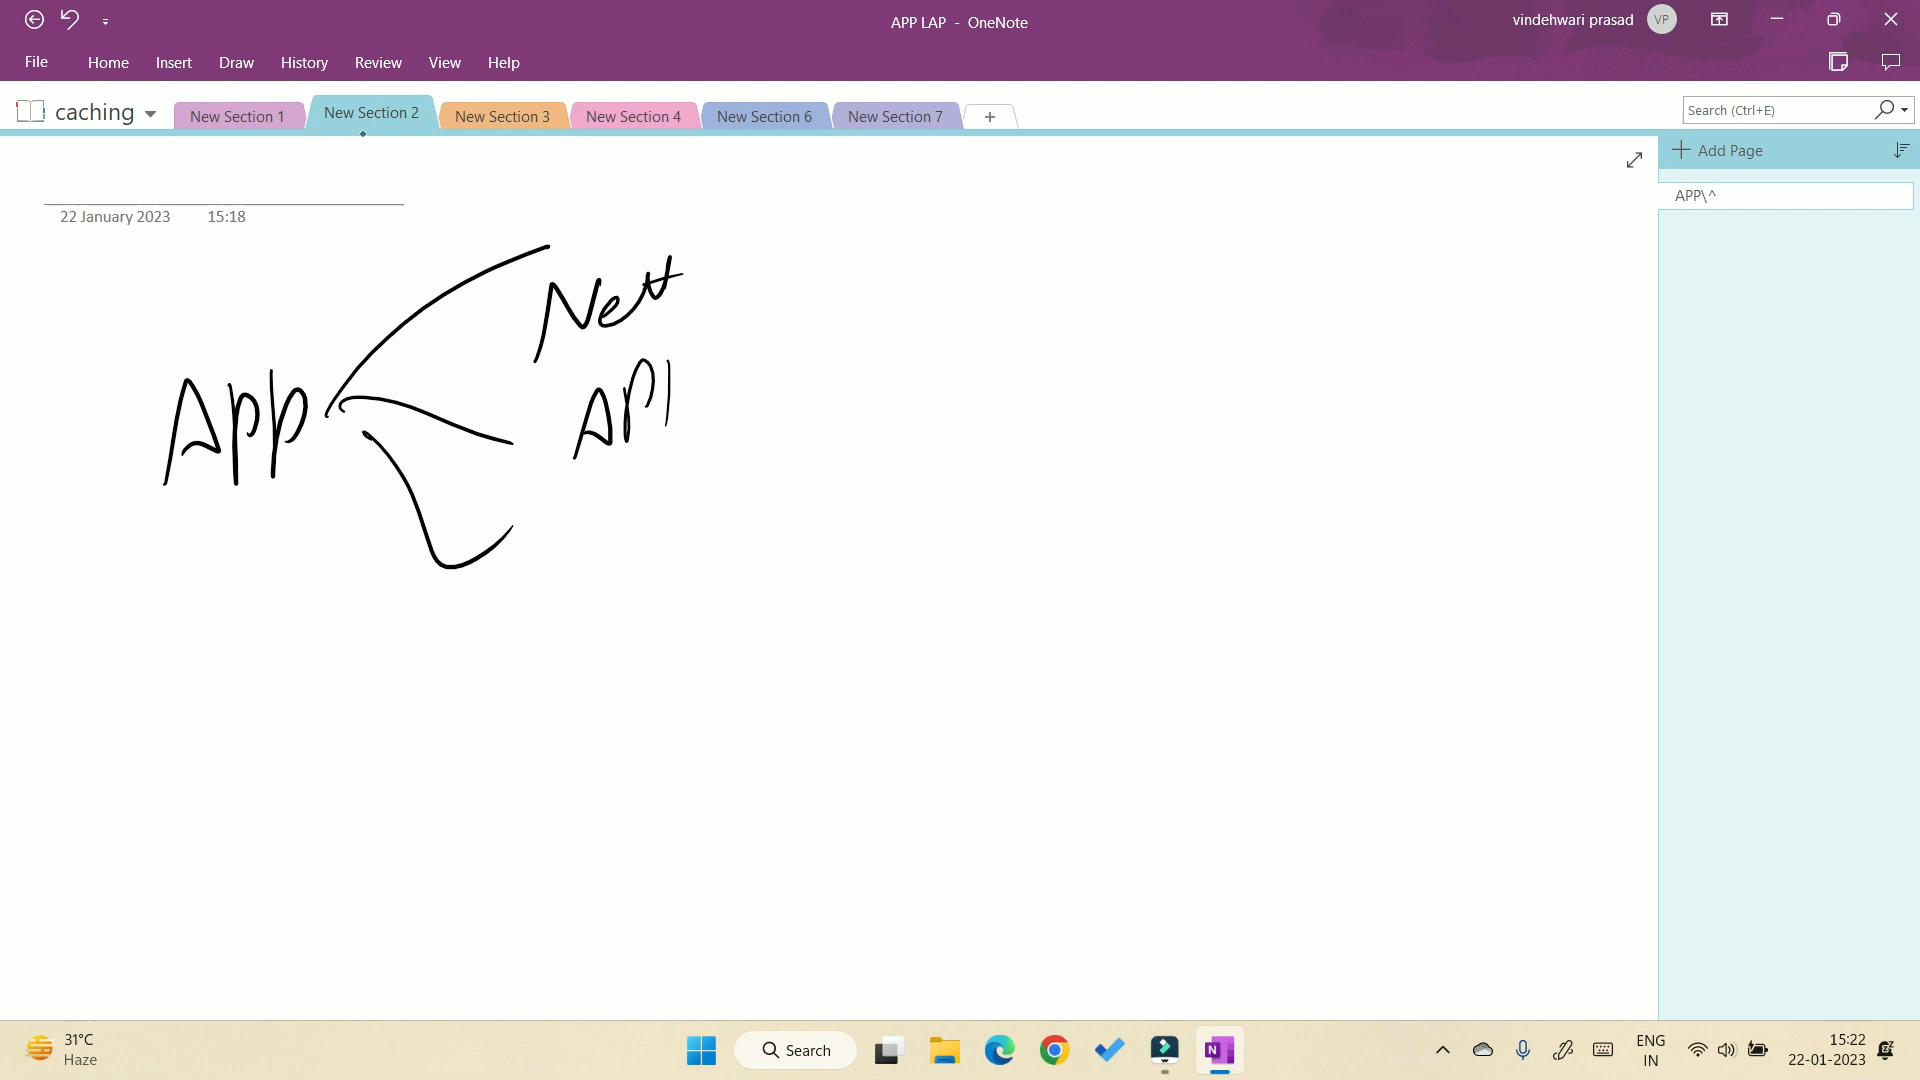 APP LAP - OneNote
vindehwari prasad
VP
File
Home
Insert
Draw
History
Review
View
Help
caching
New Section 1
New Section 2
New Section 3
New Section 4
New Section 6
New Section 7
Search (Ctrl+E)
Add Page
APP\^
22 January 2023 15:18
App
API
31°C
Haze
Search
ENG
IN
15:22
22-01-2023